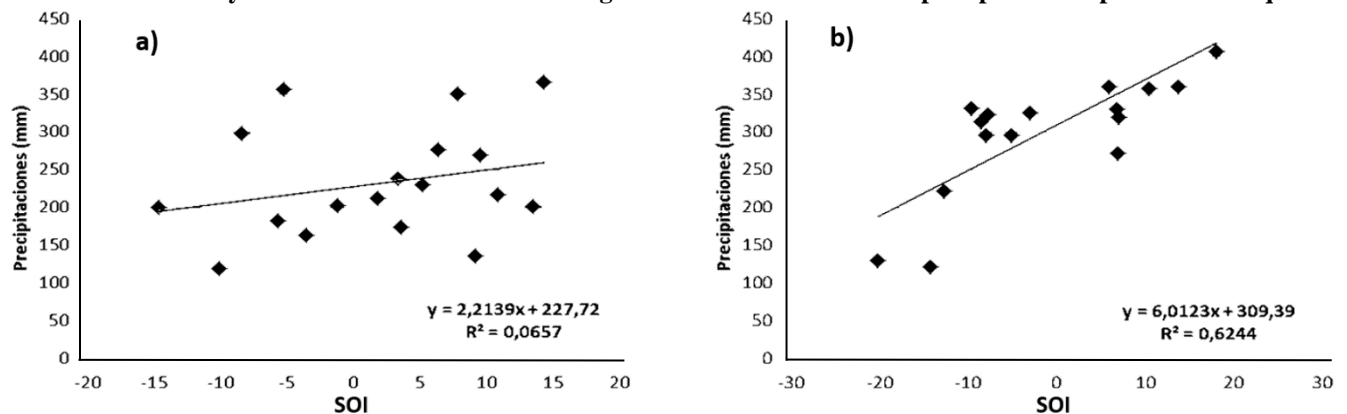 a)
450
400
350
300
250
200
150
100
50
0
Precipitaciones (mm)
y = 2,2139x + 227,72
R² = 0,0657
-20 -15 -10 -5 0 5 10 15 20
SOI
b)
450
400
350
300
250
200
150
100
50
0
Precipitaciones (mm)
y = 6,0123x + 309,39
R² = 0,6244
-30 -20 -10 0 10 20 30
SOI